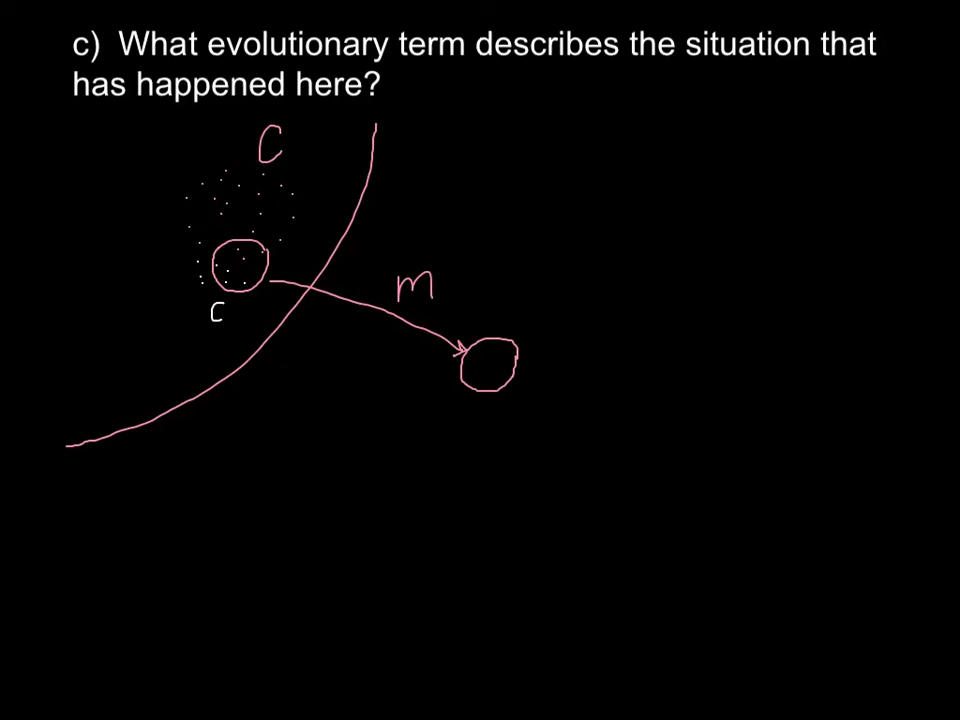 c) What evolutionary term describes the situation that
has happened here?
C
m
C